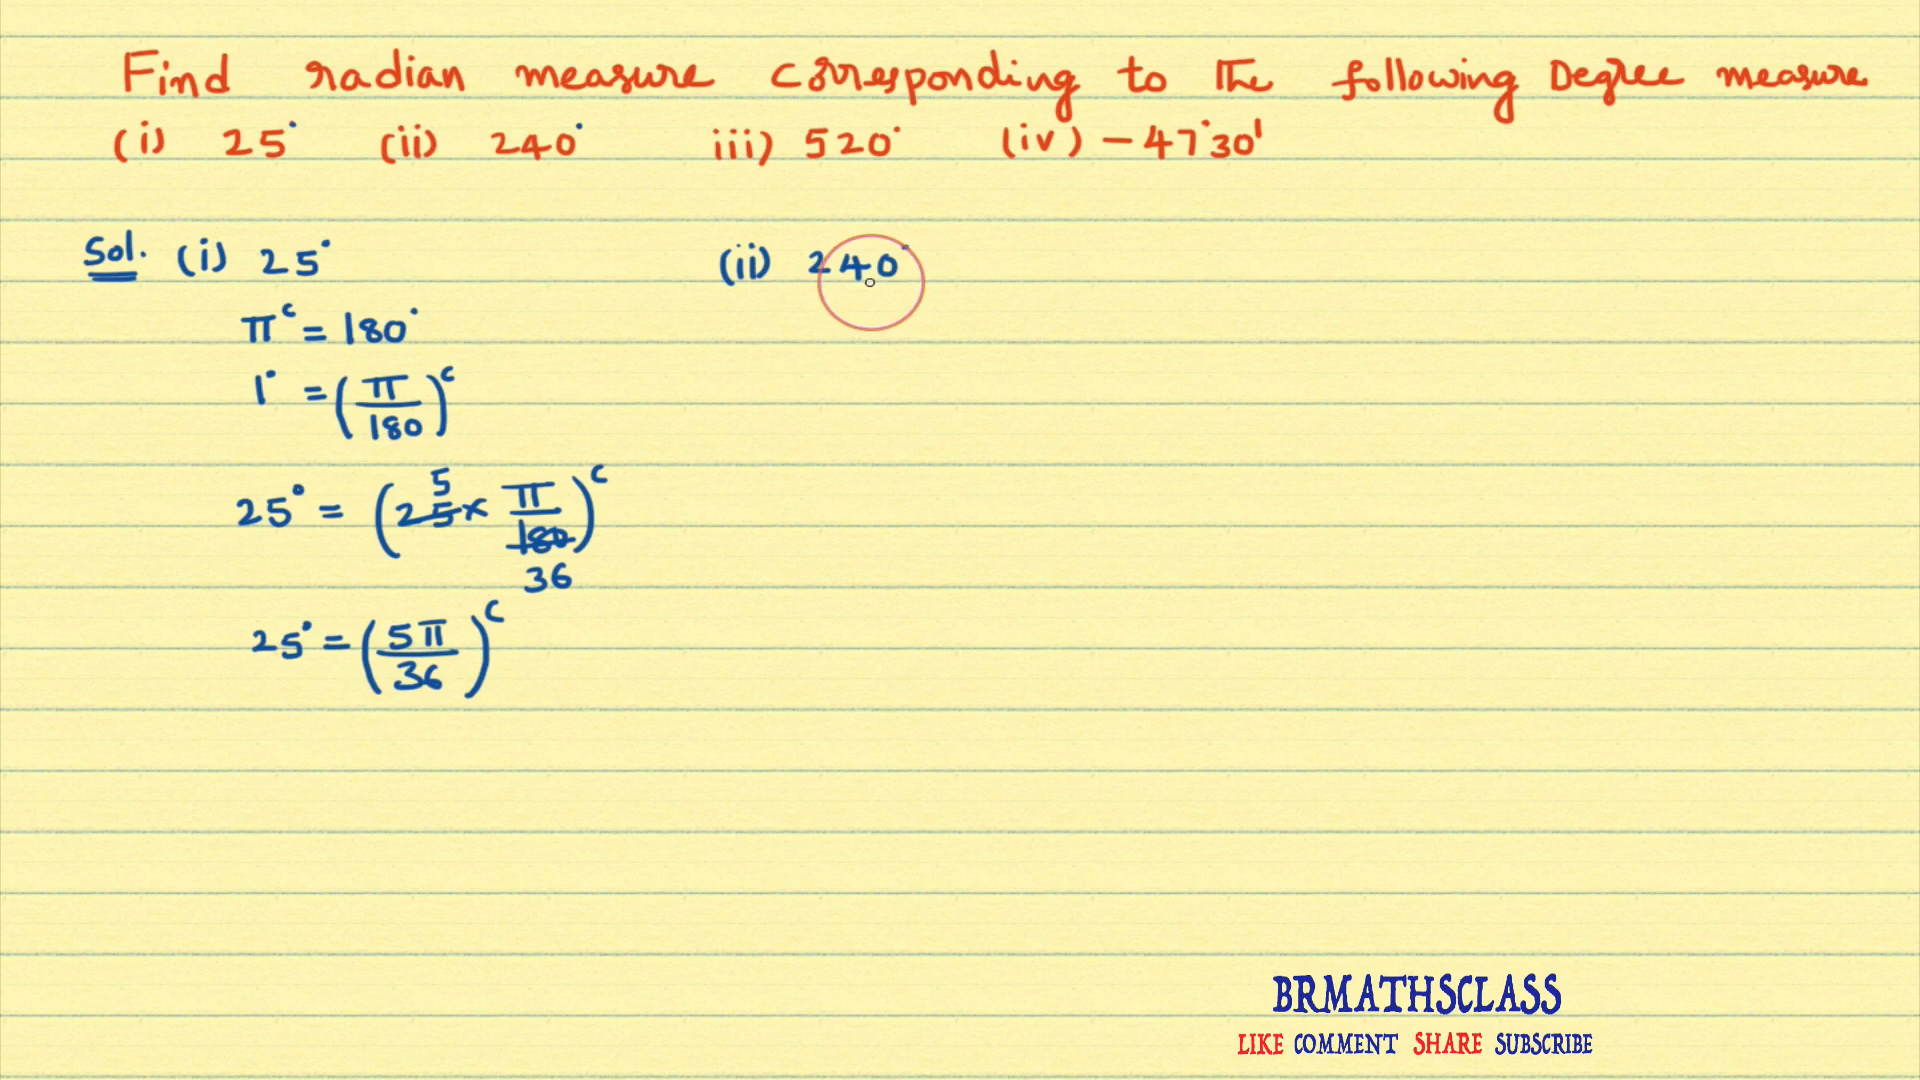 Find radian measure corresponding to the following Degree measure
(i) 25° (ii) 240° iii) 520° (iv) -47°30'
Sol. (i) 25°
π^c = 180°
1° = (π/180)^c
25° = (25 5 × π/180 36)^c
25° = (5π/36)^c
(ii) 240°
BRMATHSCLASS
LIKE COMMENT SHARE SUBSCRIBE